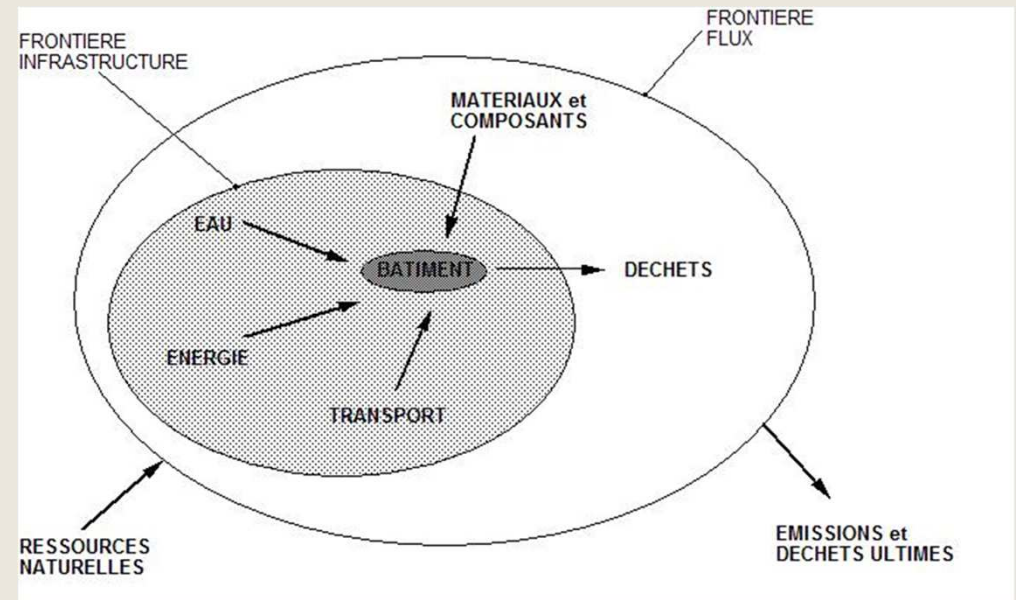 FRONTIERE
FLUX
FRONTIERE
INFRASTRUCTURE
MATERIAUX et
COMPOSANTS
EAU
BATIMENT
DECHETS
ENERGIE
TRANSPORT
RESSOURCES
NATURELLES
EMISSIONS et
DECHETS ULTIMES